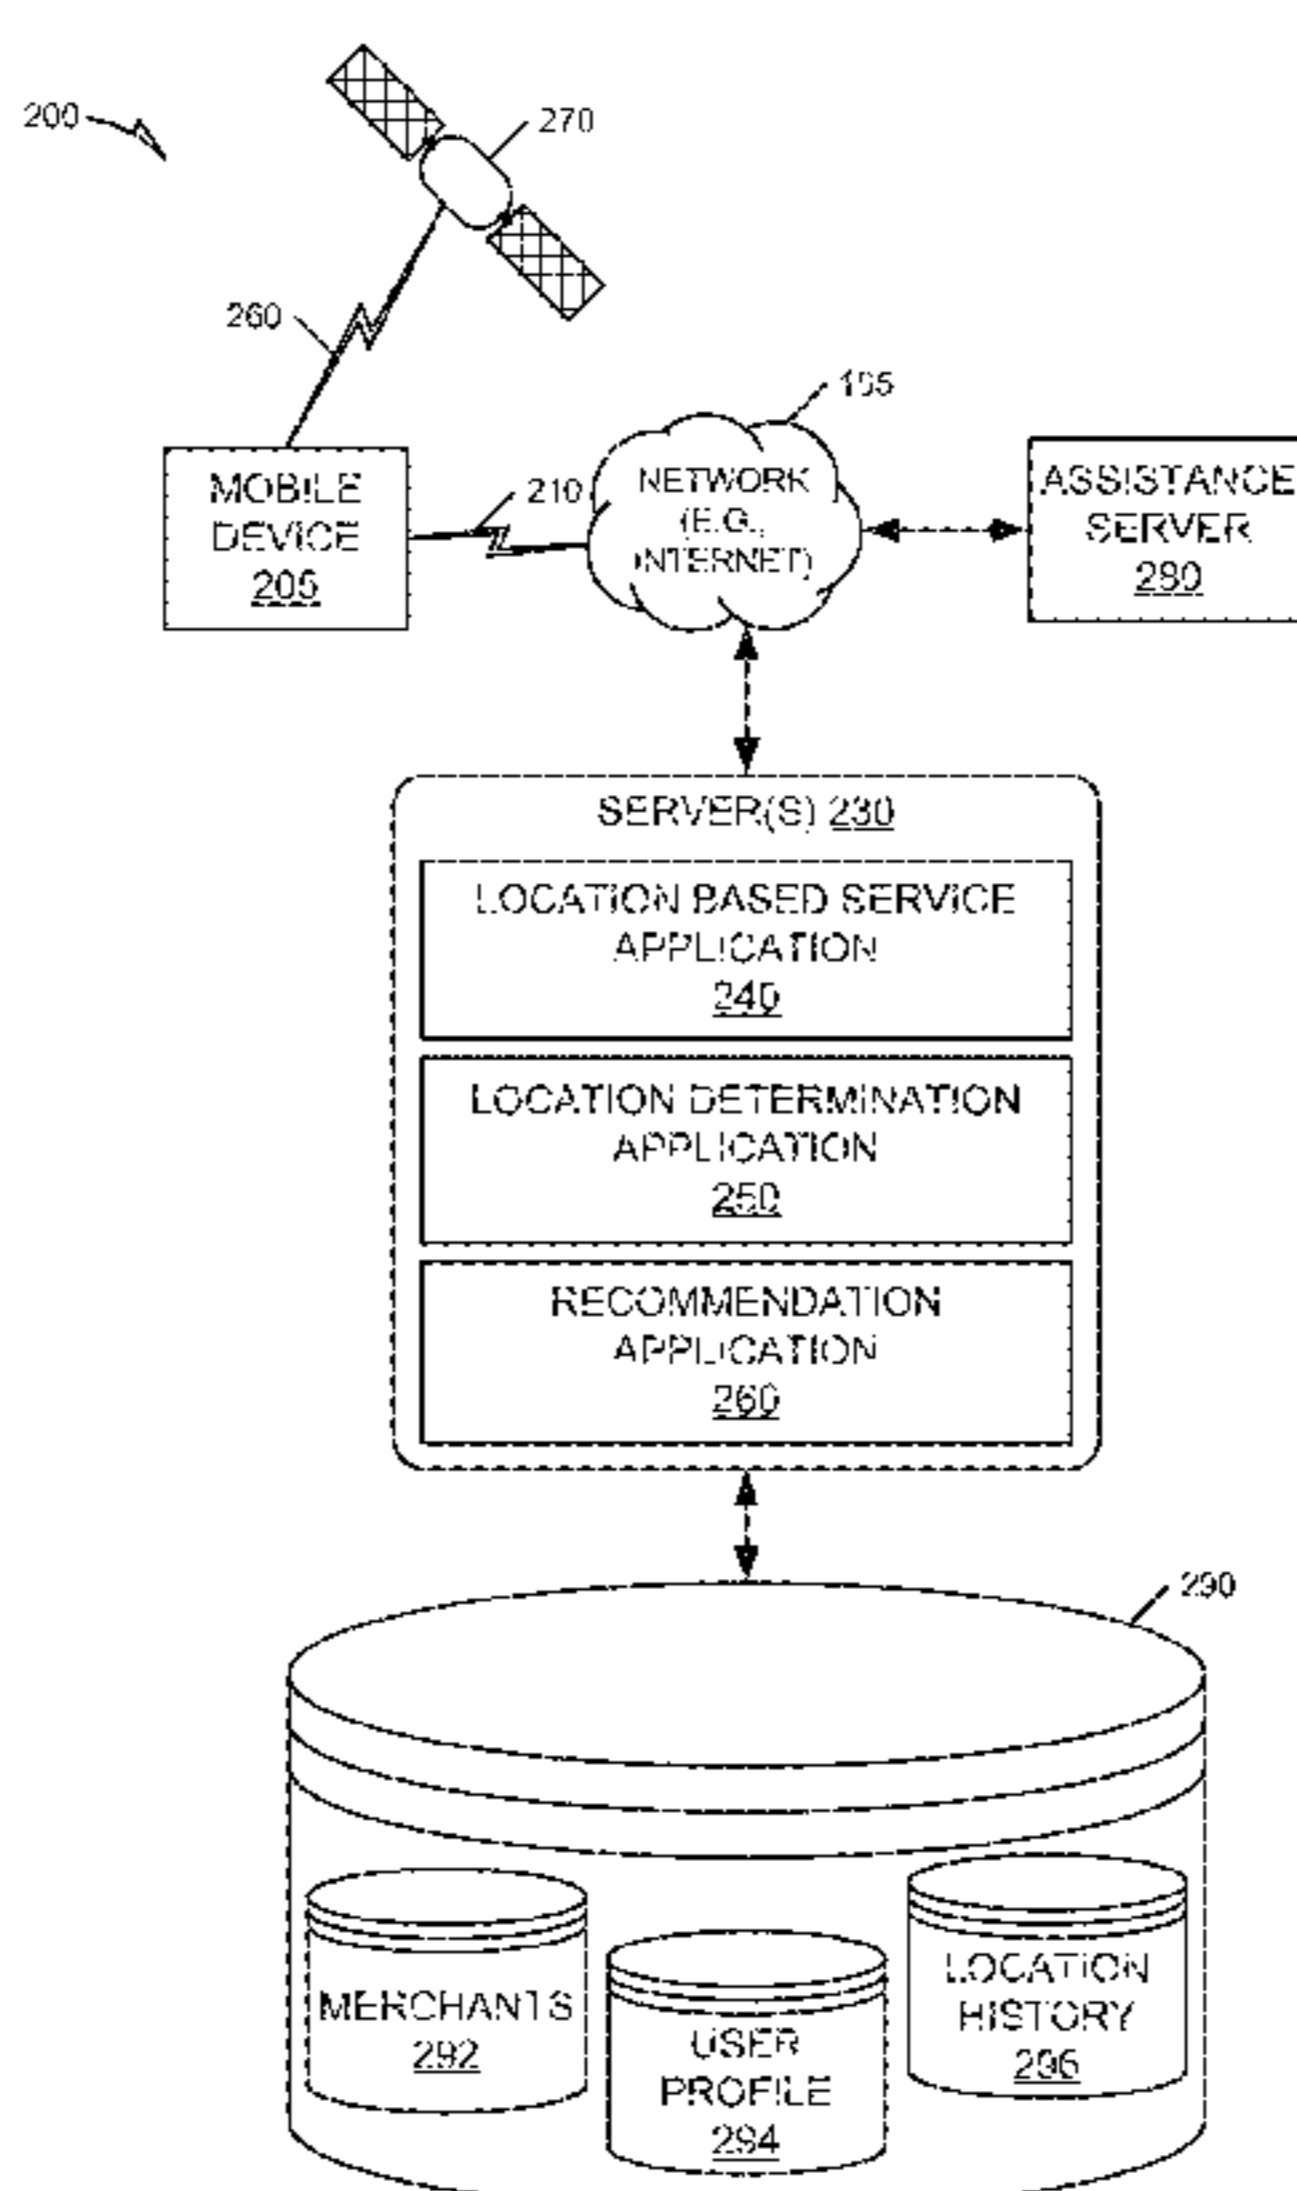 200
270
260
195
MOBILE
DEVICE
205
210
NETWORK
(E.G.,
INTERNET)
ASSISTANCE
SERVER
280
SERVER(S) 230
LOCATION BASED SERVICE
APPLICATION
240
LOCATION DETERMINATION
APPLICATION
250
RECOMMENDATION
APPLICATION
260
290
MERCHANTS
292
USER
PROFILE
294
LOCATION
HISTORY
296